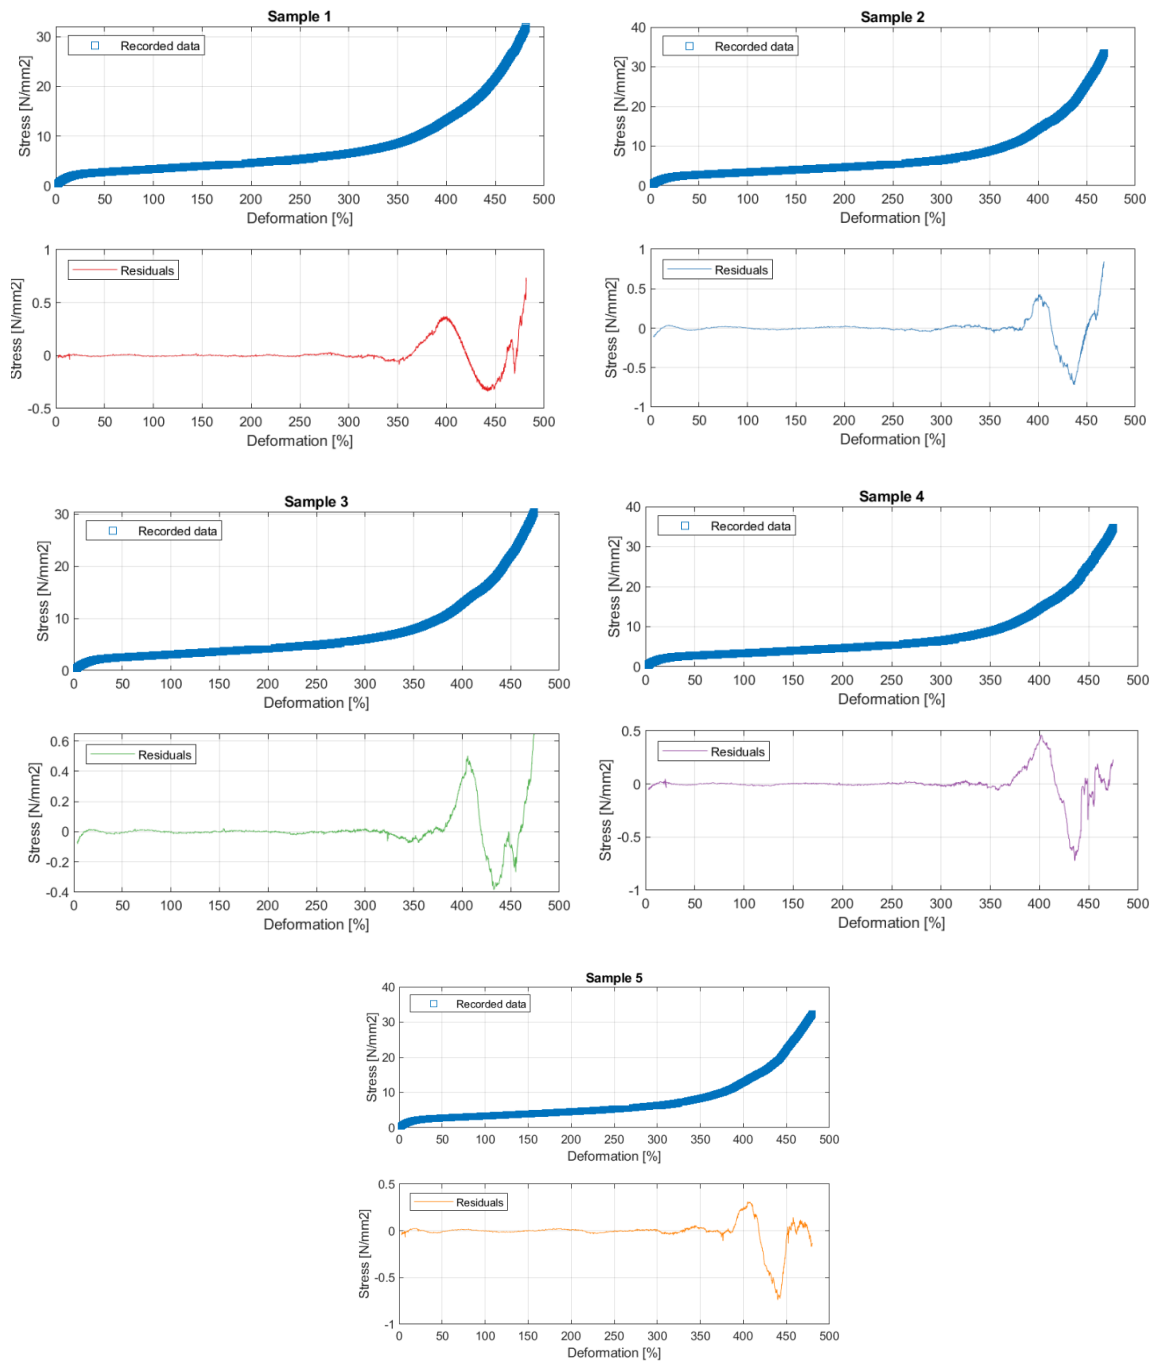 Sample 1
Recorded data
Stress [N/mm2]
30
20
10
0
0 50 100 150 200 250 300 350 400 450 500
Deformation [%]
Residuals
Stress [N/mm2]
1
0.5
0
-0.5
0 50 100 150 200 250 300 350 400 450 500
Deformation [%]
Sample 2
Recorded data
Stress [N/mm2]
40
30
20
10
0
0 50 100 150 200 250 300 350 400 450 500
Deformation [%]
Residuals
Stress [N/mm2]
1
0.5
0
-0.5
-1
0 50 100 150 200 250 300 350 400 450 500
Deformation [%]
Sample 3
Recorded data
Stress [N/mm2]
30
20
10
0
0 50 100 150 200 250 300 350 400 450 500
Deformation [%]
Residuals
Stress [N/mm2]
0.6
0.4
0.2
0
-0.2
-0.4
0 50 100 150 200 250 300 350 400 450 500
Deformation [%]
Sample 4
Recorded data
Stress [N/mm2]
40
30
20
10
0
0 50 100 150 200 250 300 350 400 450 500
Deformation [%]
Residuals
Stress [N/mm2]
0.5
0
-0.5
-1
0 50 100 150 200 250 300 350 400 450 500
Deformation [%]
Sample 5
Recorded data
Stress [N/mm2]
40
30
20
10
0
0 50 100 150 200 250 300 350 400 450 500
Deformation [%]
Residuals
Stress [N/mm2]
0.5
0
-0.5
-1
0 50 100 150 200 250 300 350 400 450 500
Deformation [%]